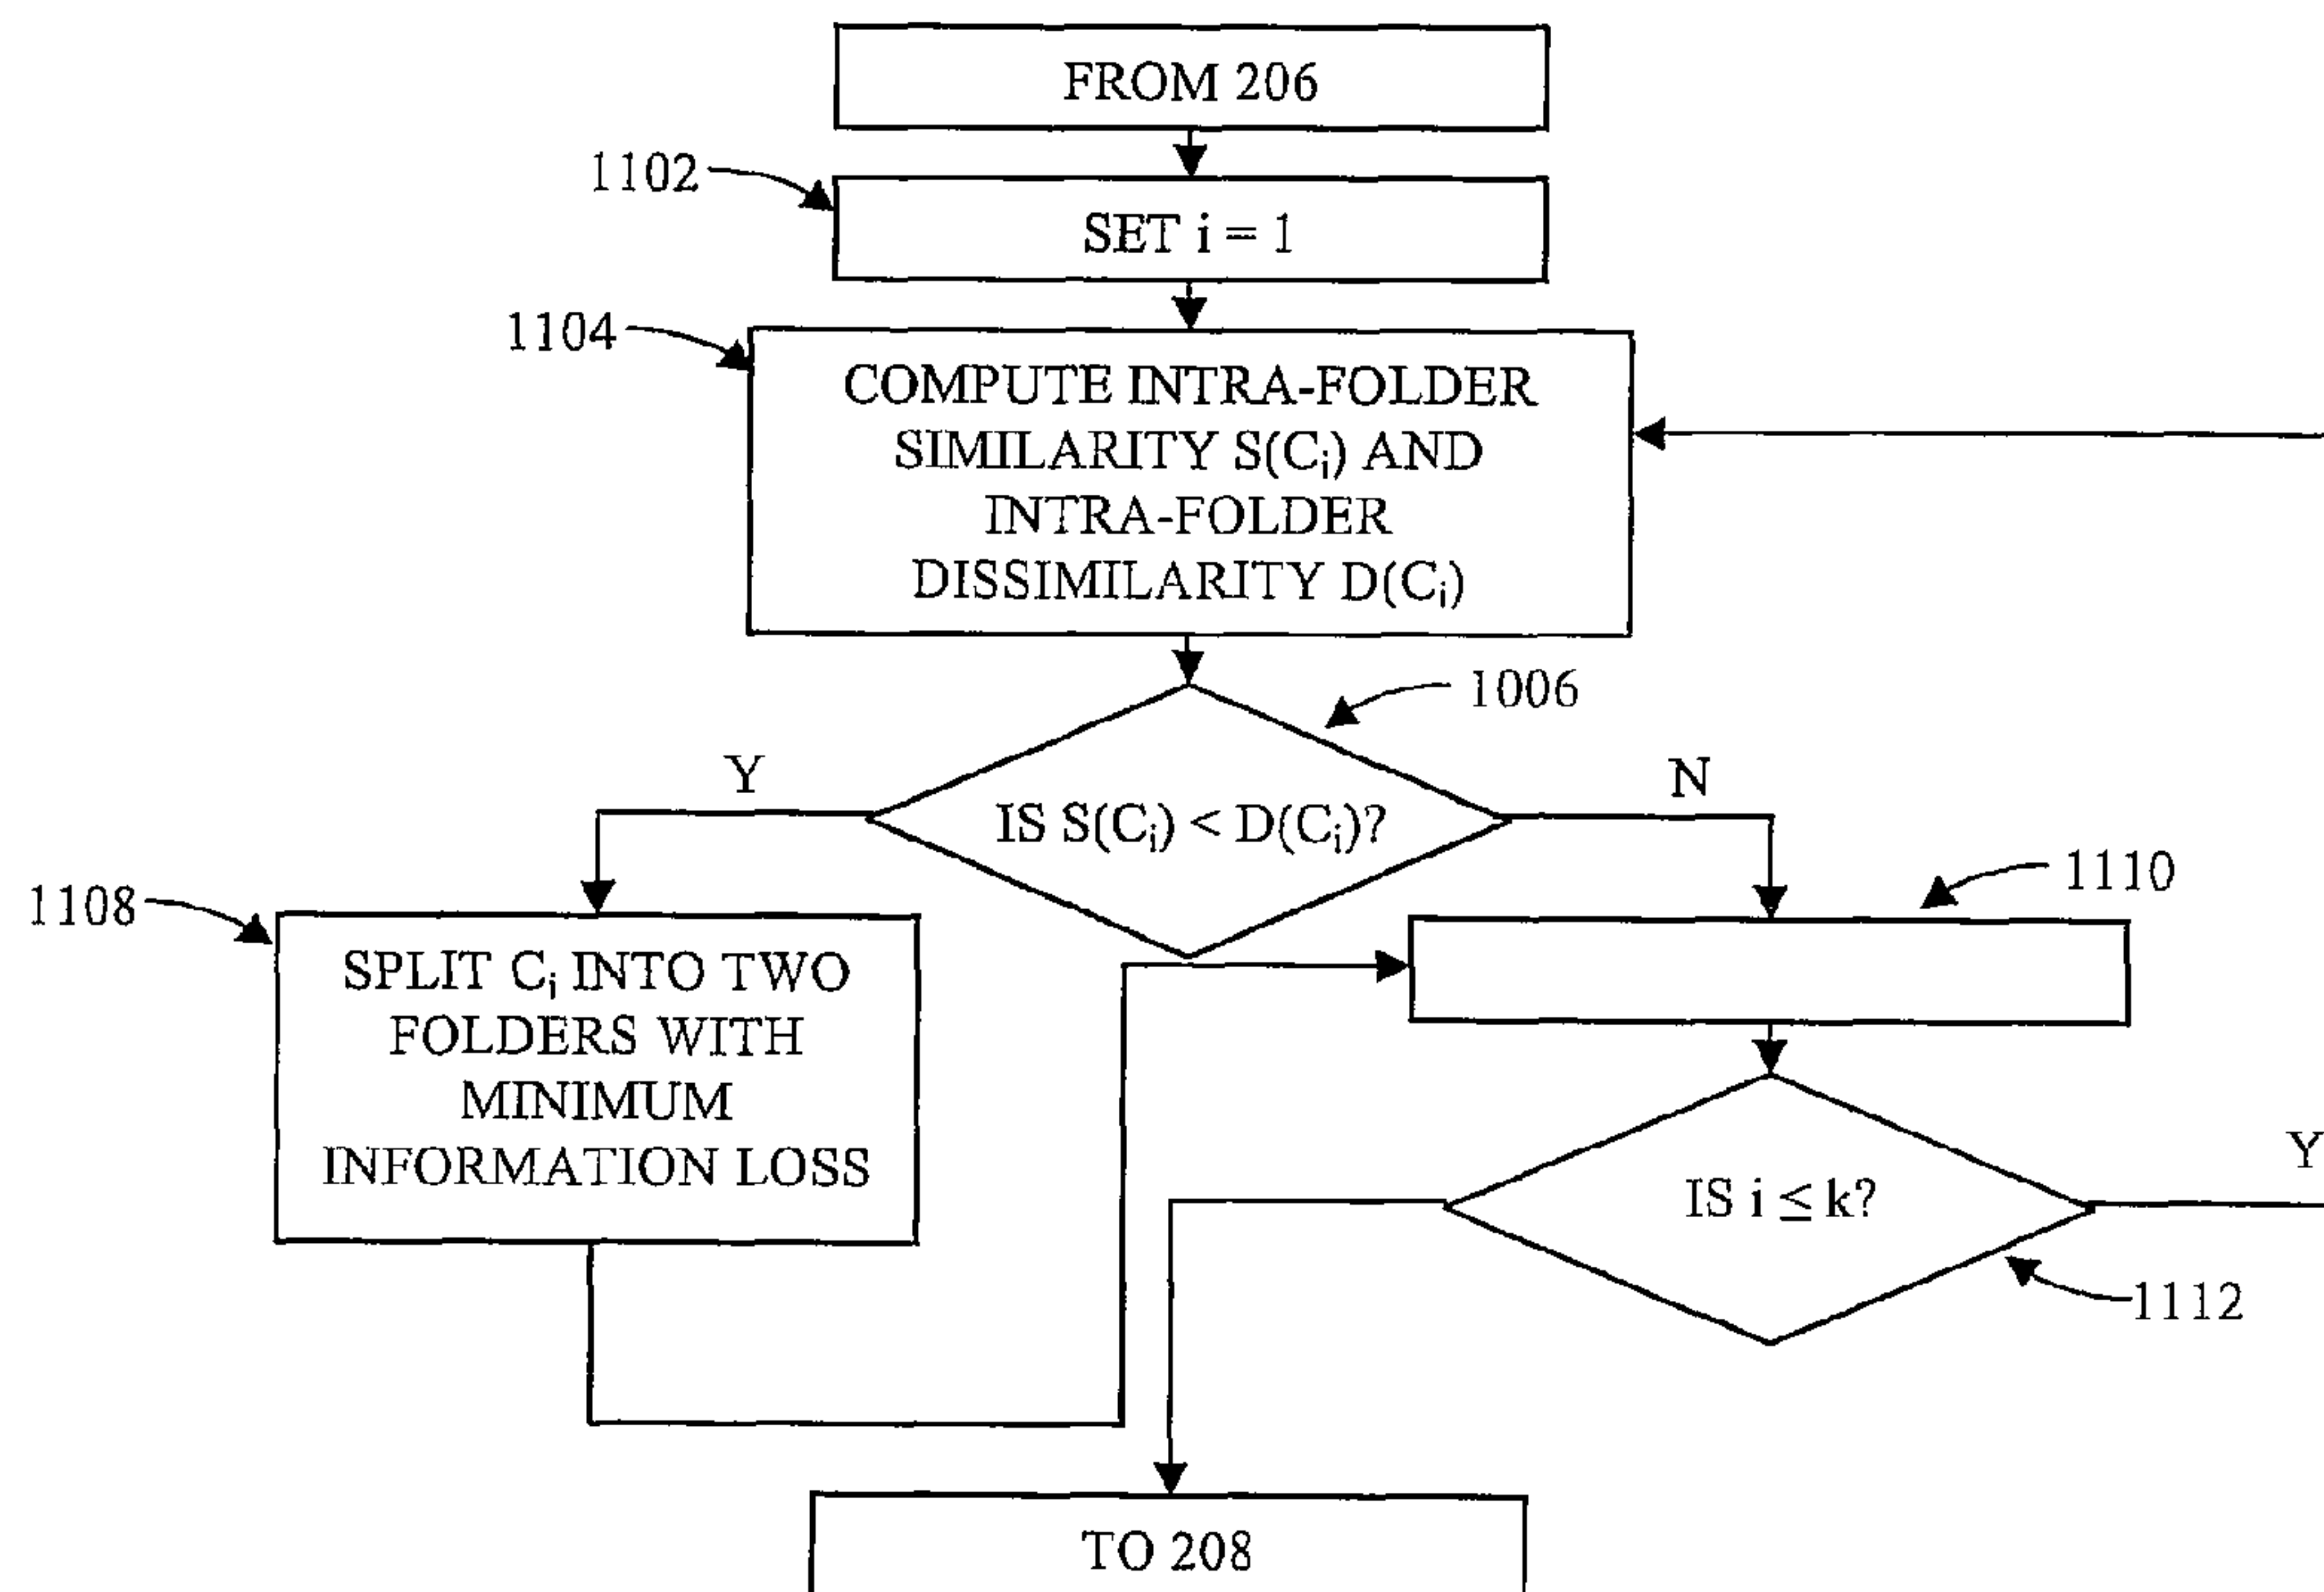 FROM 206
1102
SET i = 1
1104
COMPUTE INTRA-FOLDER
SIMILARITY S(Cᵢ) AND
INTRA-FOLDER
DISSIMILARITY D(Cᵢ)
1006
Y
IS S(Cᵢ) < D(Cᵢ)?
N
1108
SPLIT Cᵢ INTO TWO
FOLDERS WITH
MINIMUM
INFORMATION LOSS
1110
IS i ≤ k?
Y
1112
TO 208